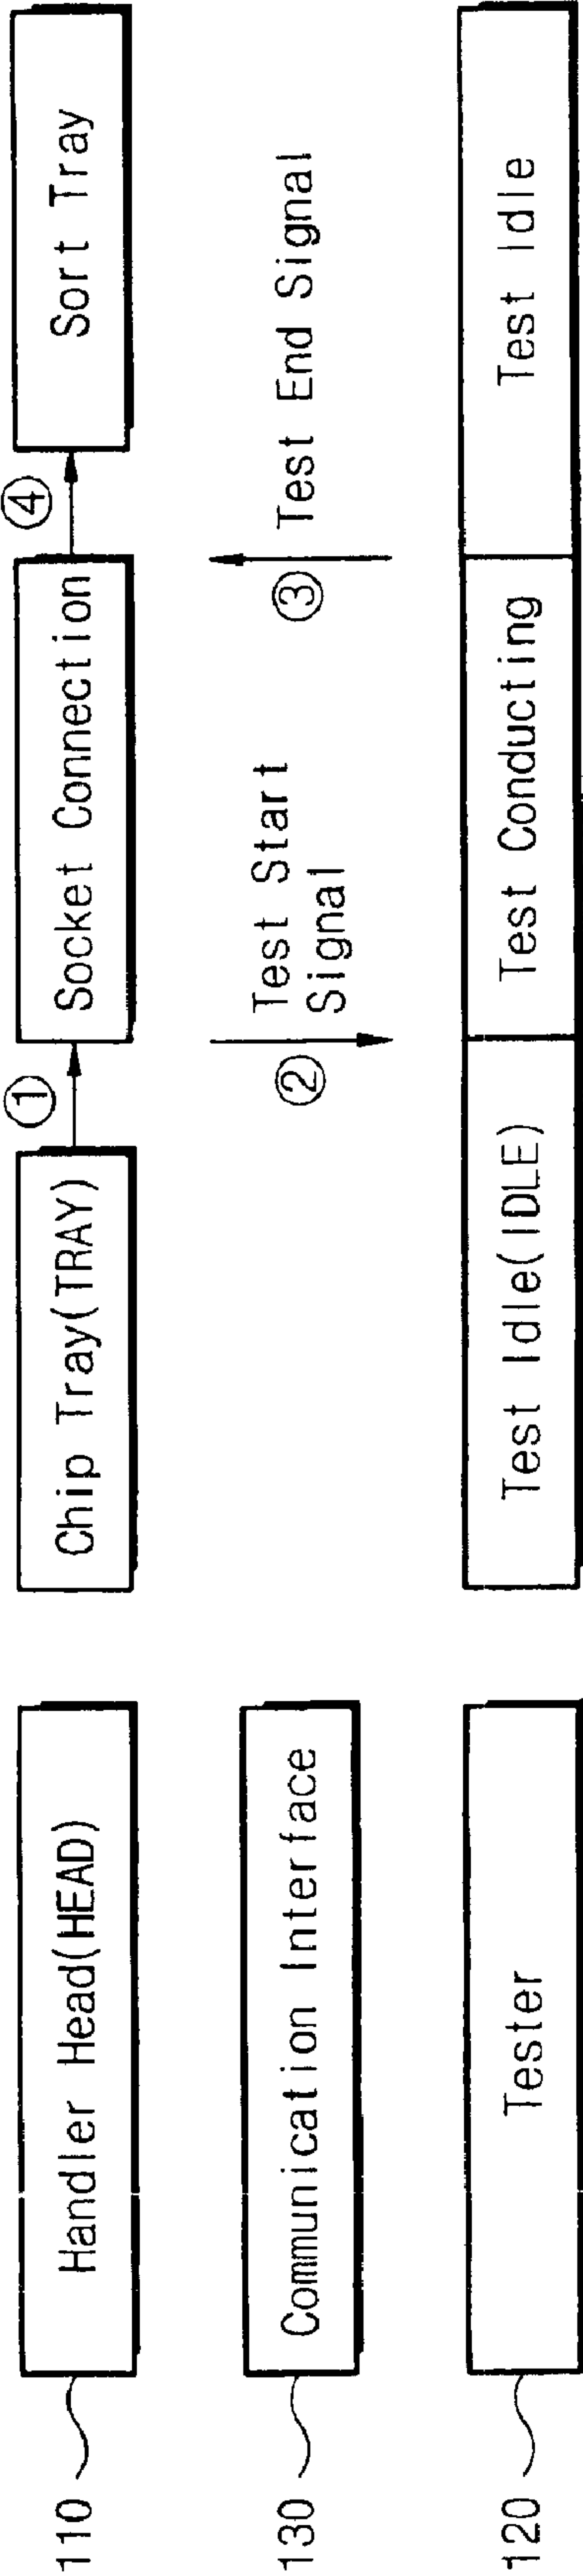 110
Handler Head(HEAD)
Chip Tray(TRAY)
①
Socket Connection
④
Sort Tray
130
Communication Interface
②
Test Start
Signal
③
Test End Signal
120
Tester
Test Idle(IDLE)
Test Conducting
Test Idle